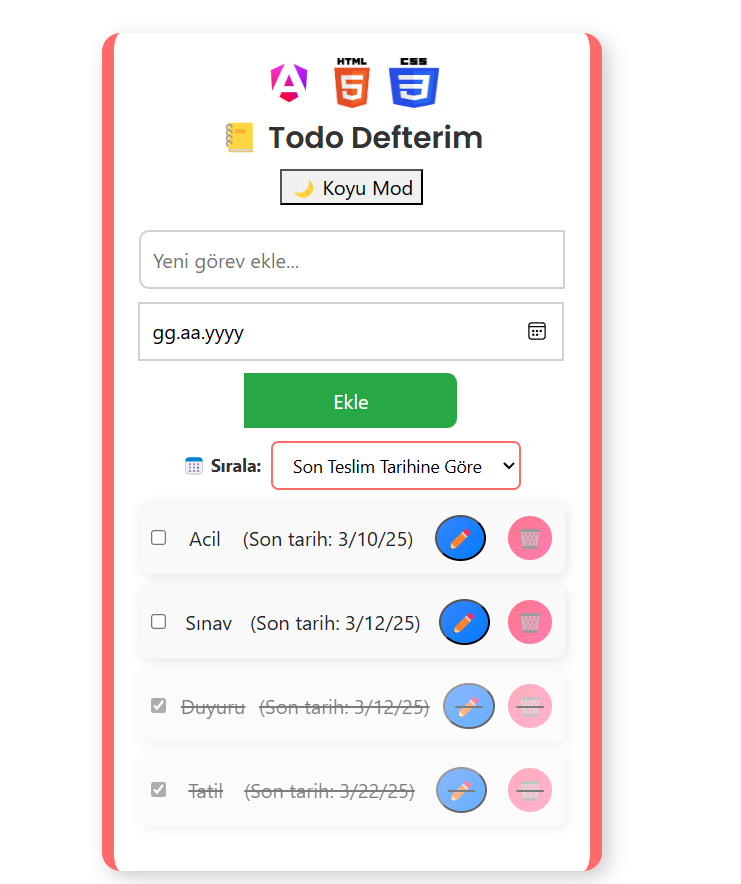 HTML CSS
Todo Defterim
Koyu Mod
Yeni görev ekle...
gg.aa.yyyy
Ekle
Sırala: Son Teslim Tarihine Göre
Acil (Son tarih: 3/10/25)
Sınav (Son tarih: 3/12/25)
Duyuru (Son tarih: 3/12/25)
Tatil (Son tarih: 3/22/25)